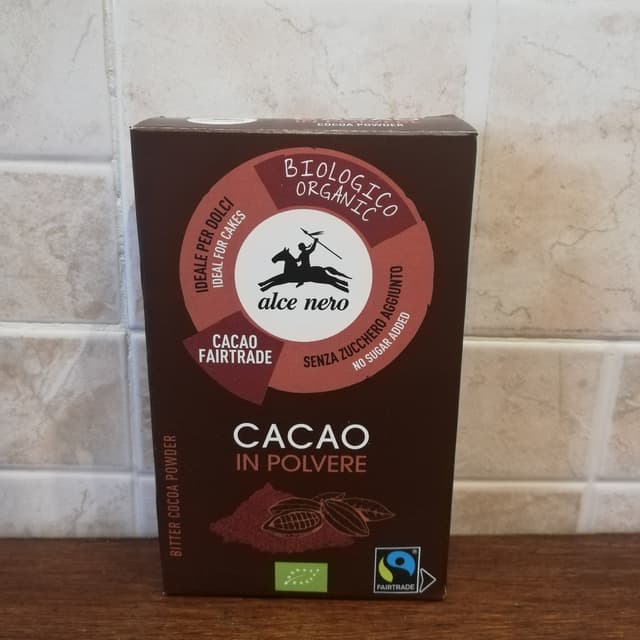 COCOA POWDER
BIOLOGICO
ORGANIC
IDEALE PER DOLCI
IDEAL FOR CAKES
alce nero
CACAO
FAIRTRADE
SENZA ZUCCHERO AGGIUNTO
NO SUGAR ADDED
CACAO
IN POLVERE
BITTER COCOA POWDER
FAIRTRADE